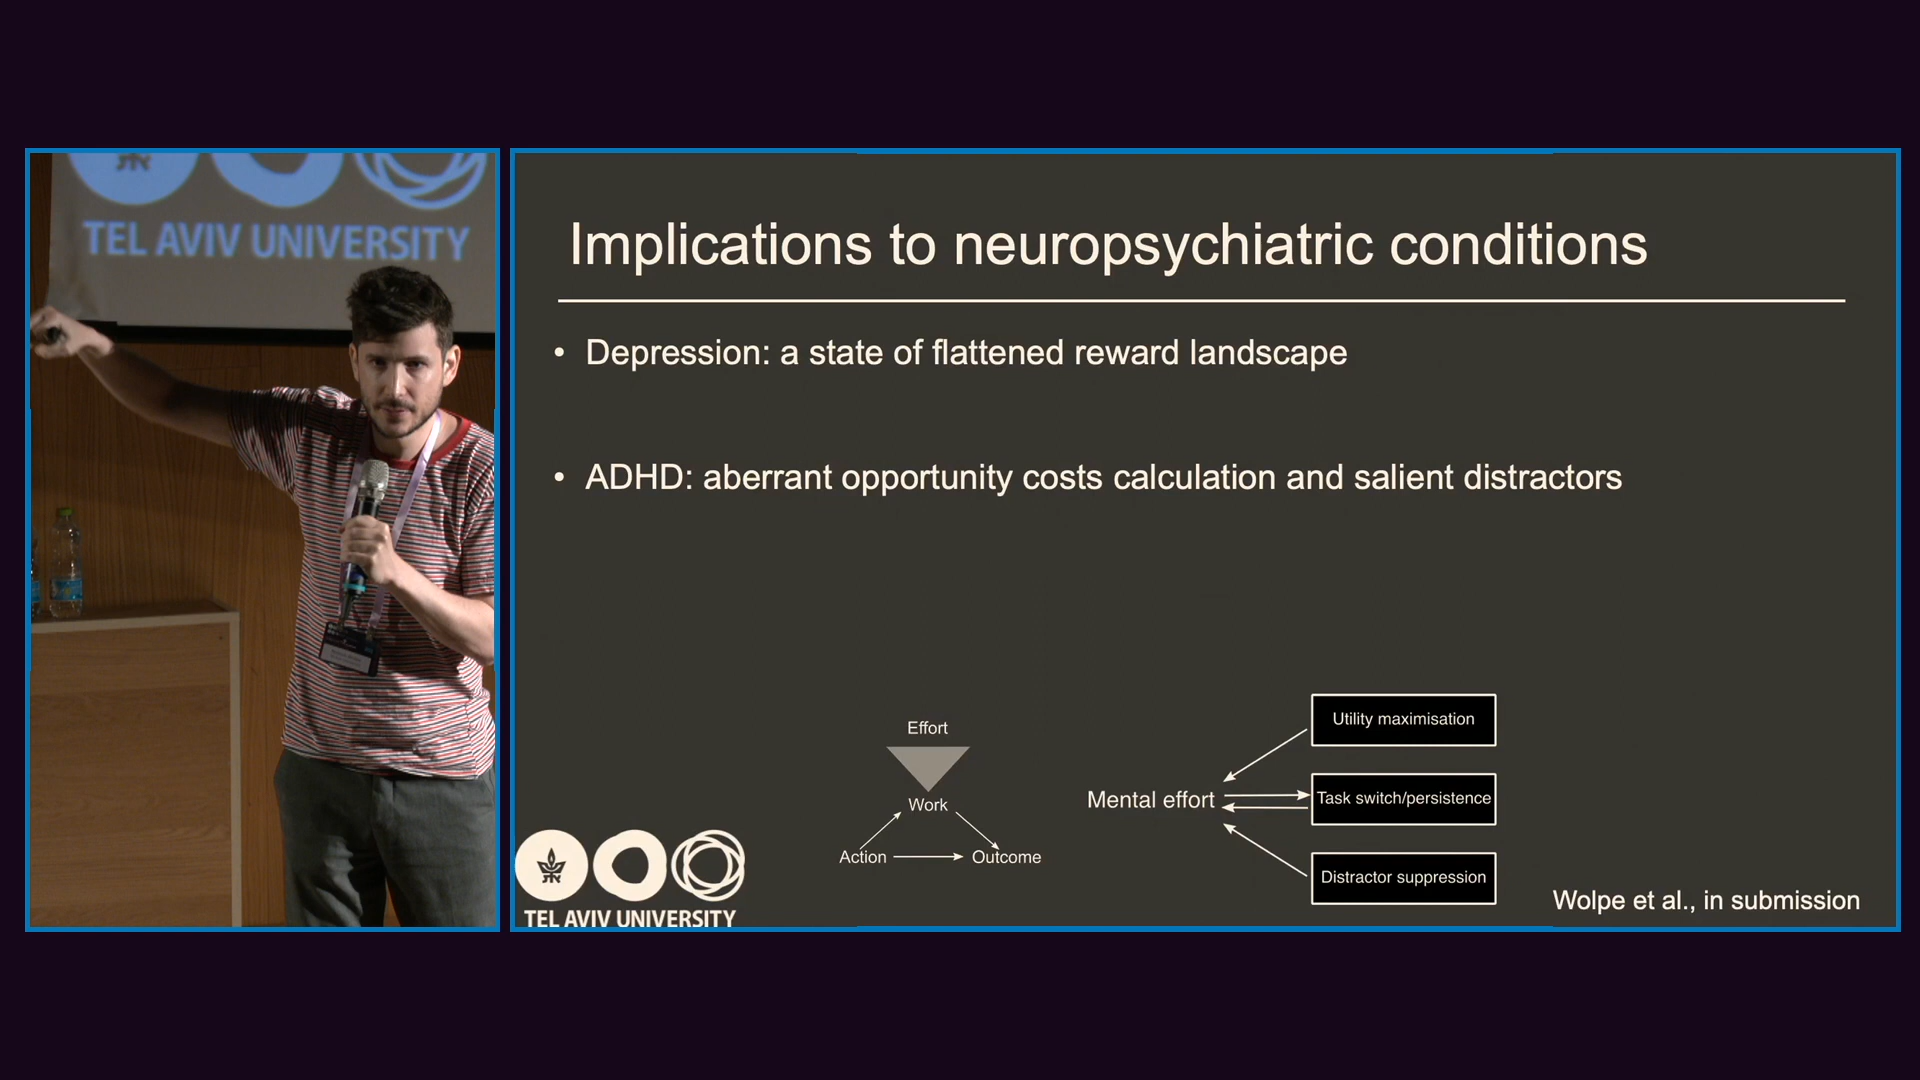 TEL AVIV UNIVERSITY
Implications to neuropsychiatric conditions
• Depression: a state of flattened reward landscape
• ADHD: aberrant opportunity costs calculation and salient distractors
Effort
Work
Action
Outcome
Mental effort
Utility maximisation
Task switch/persistence
Distractor suppression
TEL AVIV UNIVERSITY
Wolpe et al., in submission